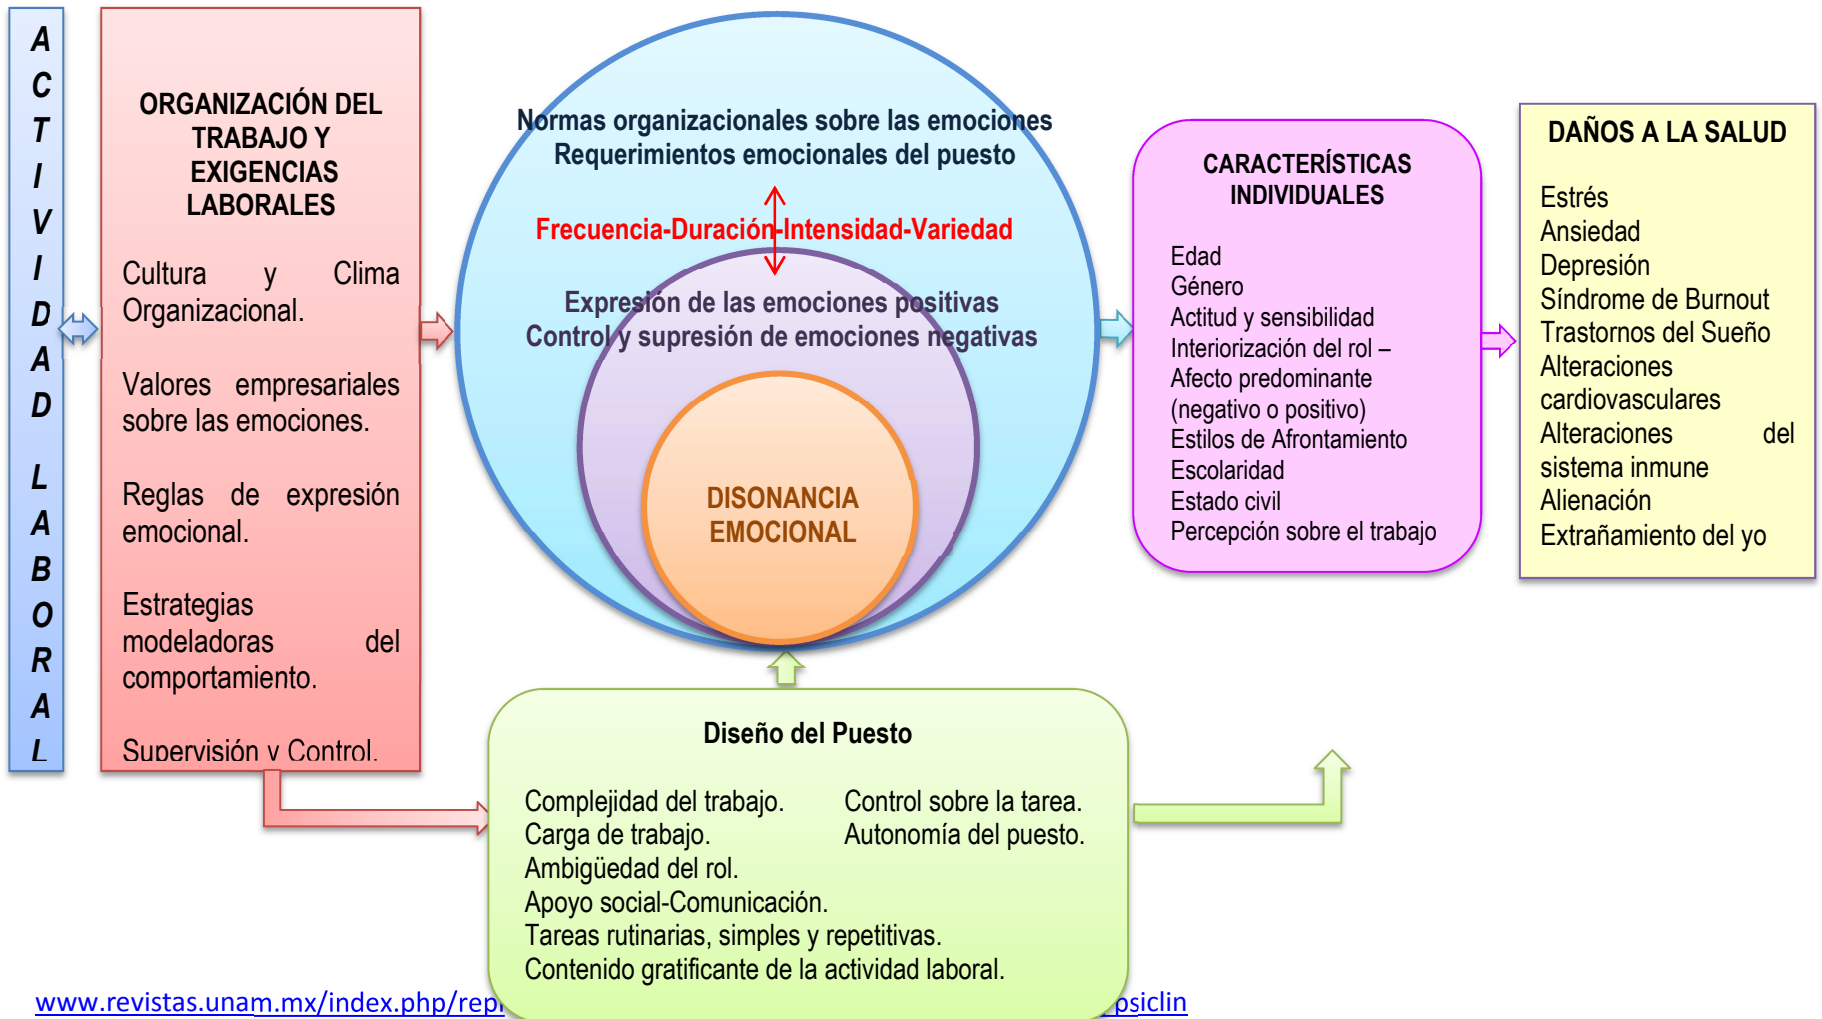 ACTIVIDAD LABORAL
ORGANIZACIÓN DEL
TRABAJO Y
EXIGENCIAS
LABORALES
Cultura y Clima
Organizacional.
Valores empresariales
sobre las emociones.
Reglas de expresión
emocional.
Estrategias
modeladoras del
comportamiento.
Supervisión y Control.
Normas organizacionales sobre las emociones
Requerimientos emocionales del puesto
Frecuencia-Duración-Intensidad-Variedad
Expresión de las emociones positivas
Control y supresión de emociones negativas
DISONANCIA
EMOCIONAL
Diseño del Puesto
Complejidad del trabajo.
Carga de trabajo.
Ambigüedad del rol.
Apoyo social-Comunicación.
Tareas rutinarias, simples y repetitivas.
Contenido gratificante de la actividad laboral.
Control sobre la tarea.
Autonomía del puesto.
CARACTERÍSTICAS
INDIVIDUALES
Edad
Género
Actitud y sensibilidad
Interiorización del rol –
Afecto predominante
(negativo o positivo)
Estilos de Afrontamiento
Escolaridad
Estado civil
Percepción sobre el trabajo
DAÑOS A LA SALUD
Estrés
Ansiedad
Depresión
Síndrome de Burnout
Trastornos del Sueño
Alteraciones
cardiovasculares
Alteraciones del
sistema inmune
Alienación
Extrañamiento del yo
www.revistas.unam.mx/index.php/rep psiclin